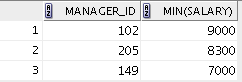 MANAGER_ID MIN(SALARY)
1 102 9000
2 205 8300
3 149 7000